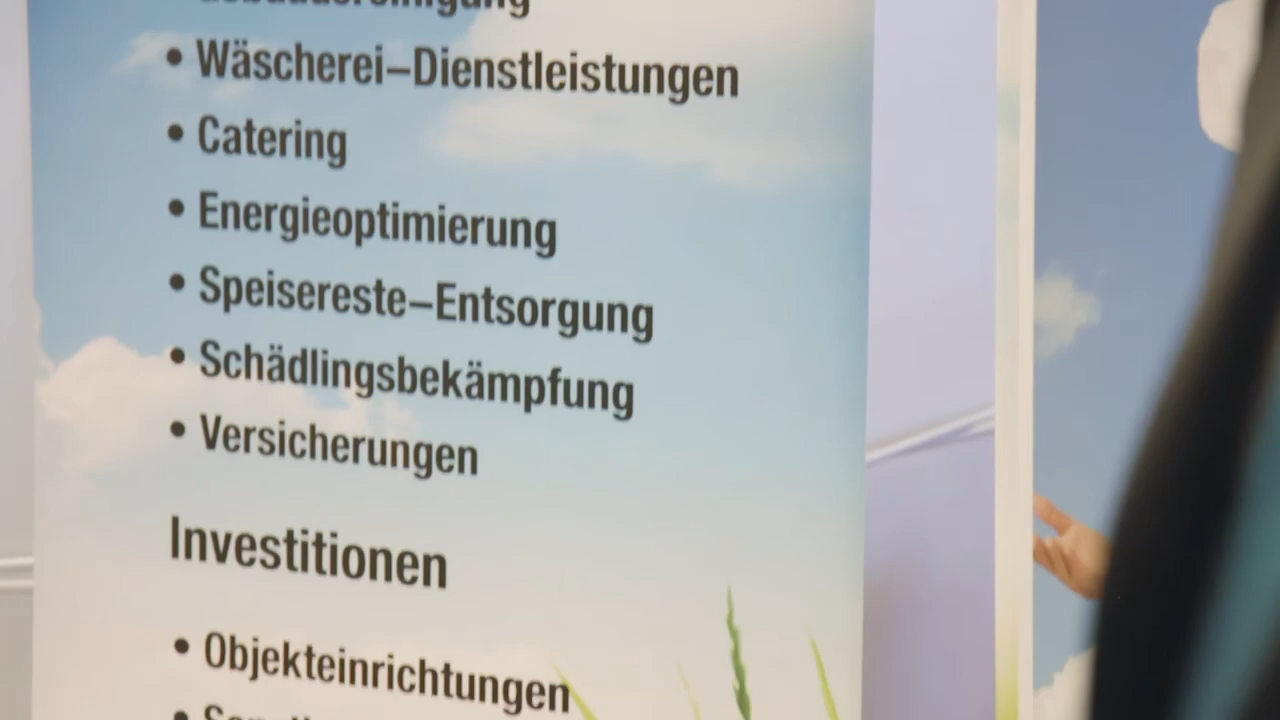 • Wäscherei–Dienstleistungen
• Catering
• Energieoptimierung
• Speisereste–Entsorgung
• Schädlingsbekämpfung
• Versicherungen
Investitionen
• Objekteinrichtungen